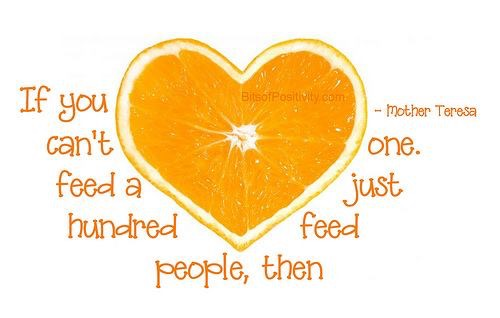 If you
can't
feed a
hundred
people, then
feed
just
one.
- Mother Teresa
BitsofPositivity.com